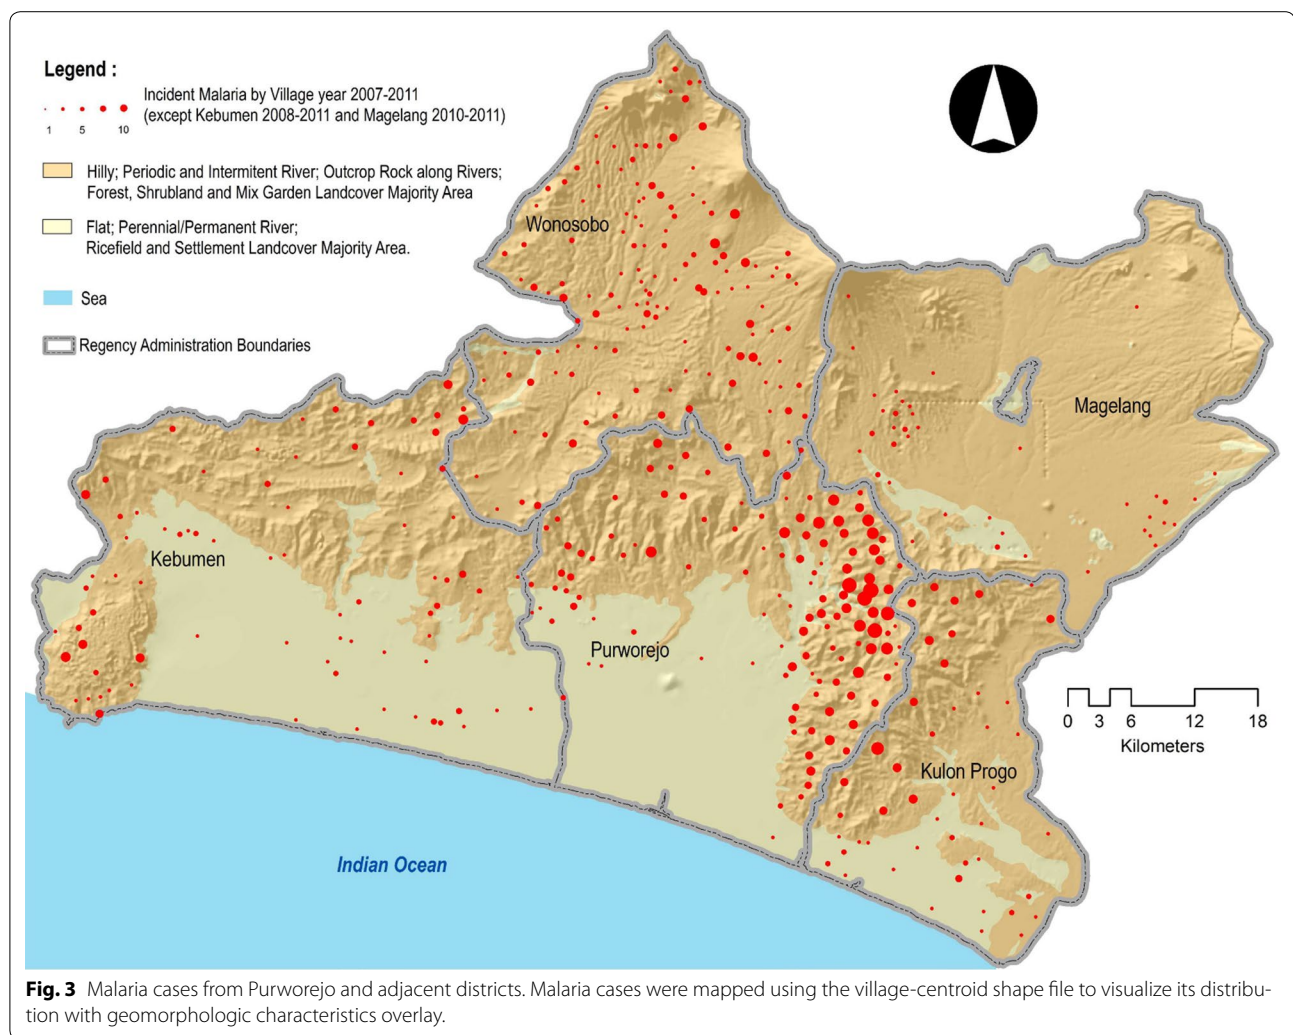 Legend :
Incident Malaria by Village year 2007-2011
(except Kebumen 2008-2011 and Magelang 2010-2011)
1 5 10
Hilly; Periodic and Intermitent River; Outcrop Rock along Rivers;
Forest, Shrubland and Mix Garden Landcover Majority Area
Flat; Perennial/Permanent River;
Ricefield and Settlement Landcover Majority Area.
Sea
Regency Administration Boundaries
Wonosobo
Magelang
Kebumen
Purworejo
Kulon Progo
0 3 6 12 18
Kilometers
Indian Ocean
Fig. 3 Malaria cases from Purworejo and adjacent districts. Malaria cases were mapped using the village-centroid shape file to visualize its distribu-
tion with geomorphologic characteristics overlay.